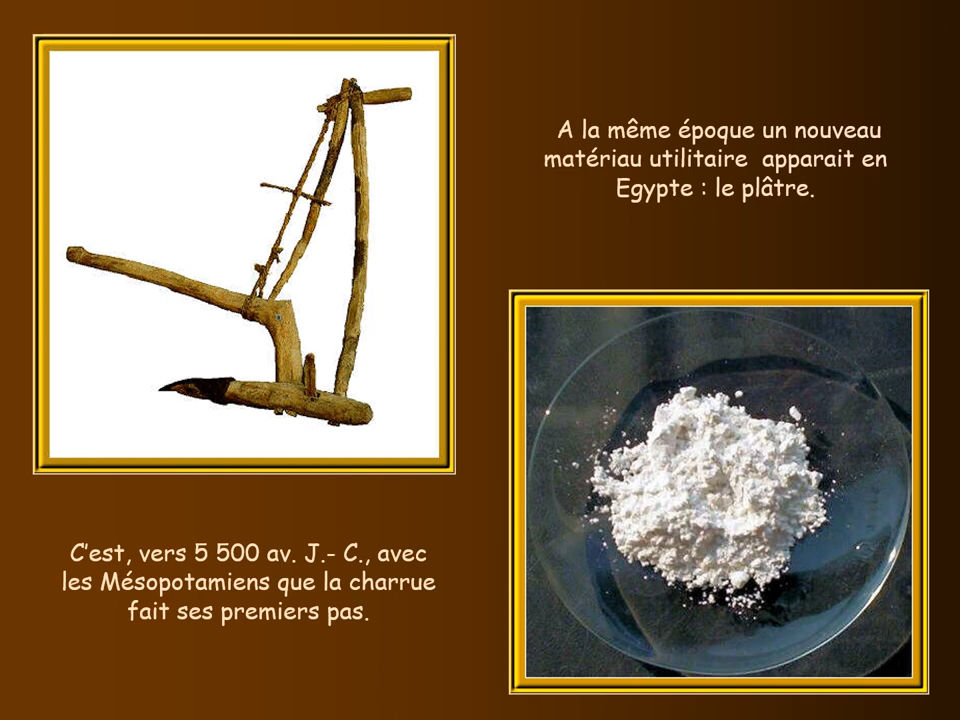 A la même époque un nouveau
matériau utilitaire  apparait en
Egypte : le plâtre.
C'est, vers 5 500 av. J.- C., avec
les Mésopotamiens que la charrue
fait ses premiers pas.